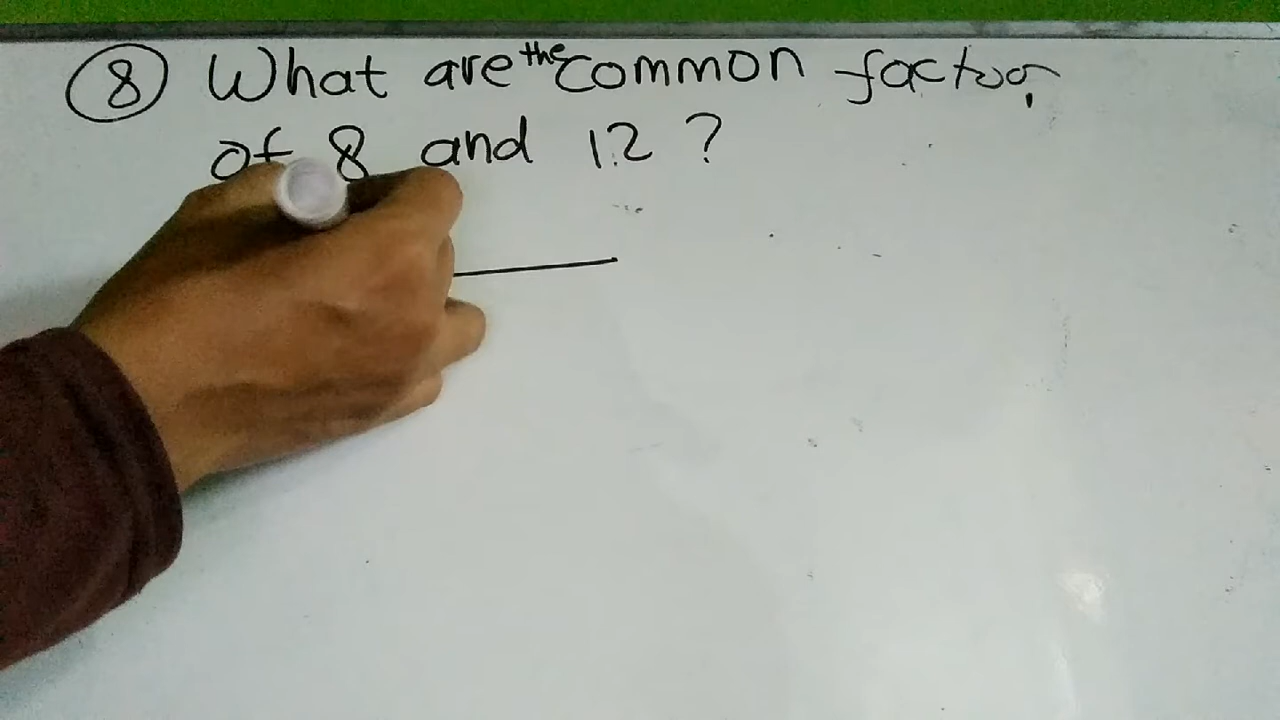 8 What are the common factor
of 8 and 12 ?